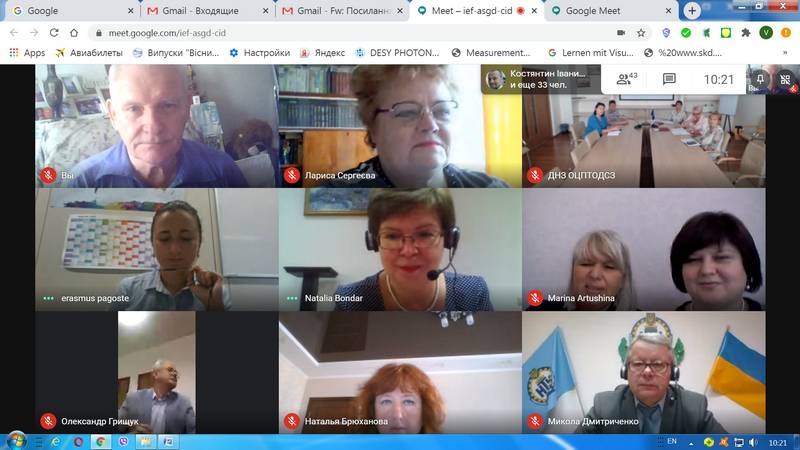 Google
Gmail - Входящие
Gmail - Fw: Посиланн
Meet – ief-asgd-cid
Google Meet
meet.google.com/ief-asgd-cid
Apps
Авиабилеты
Випуски "Вісни...
Настройки
Яндекс
DESY PHOTON...
Measurement...
Lernen mit Visu...
%20www.skd....
Костянтин Івани...
и еще 33 чел.
43
10:21
Вы
Вы
Лариса Сергеєва
ДНЗ ОЦПТОДСЗ
erasmus pagoste
Natalia Bondar
Marina Artushina
Олександр Грищук
Наталья Брюханова
Микола Дмитриченко
EN
10:21